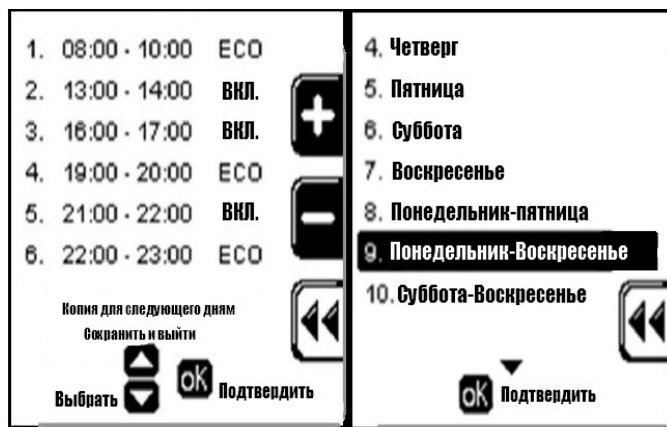 1. 08:00 - 10:00 ECO
2. 13:00 - 14:00 ВКЛ.
3. 16:00 - 17:00 ВКЛ.
4. 19:00 - 20:00 ECO
5. 21:00 - 22:00 ВКЛ.
6. 22:00 - 23:00 ECO
Копия для следующего дням
Сохранить и выйти
Выбрать oK Подтвердить
4. Четверг
5. Пятница
6. Суббота
7. Воскресенье
8. Понедельник-пятница
9. Понедельник-Воскресенье
10. Суббота-Воскресенье
oK Подтвердить